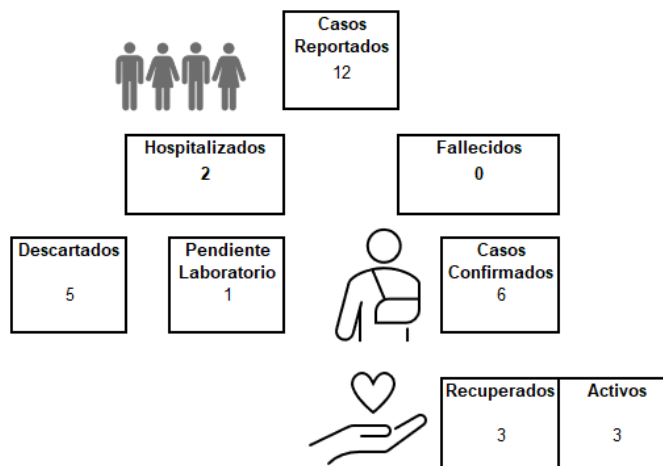 Casos
Reportados
12
Hospitalizados
2
Fallecidos
0
Descartados
5
Pendiente
Laboratorio
1
Casos
Confirmados
6
Recuperados
3
Activos
3